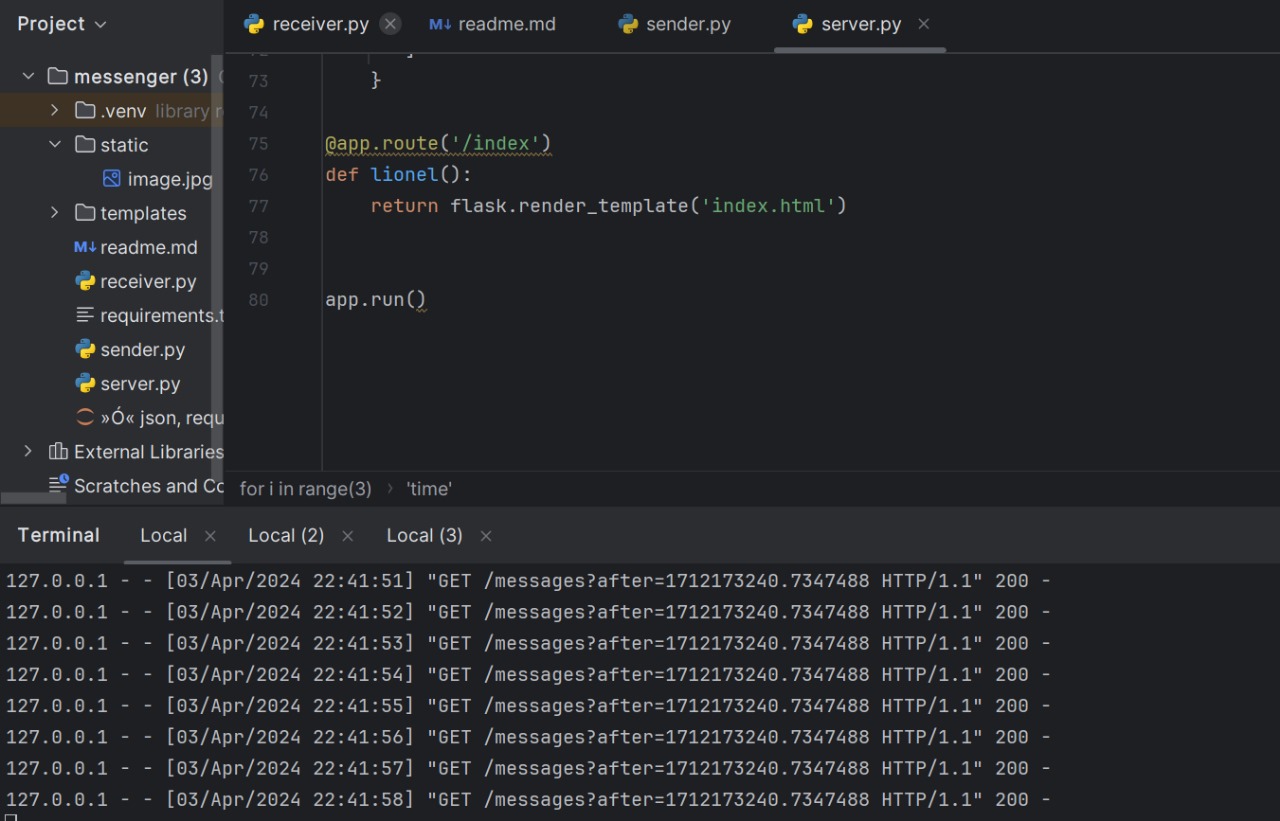 Project
receiver.py
readme.md
sender.py
server.py
messenger (3)
.venv library
static
image.jpg
templates
readme.md
receiver.py
requirements.t
sender.py
server.py
»Ó« json, requ
External Libraries
Scratches and Co
73 }
74
75 @app.route('/index')
76 def lionel():
77 return flask.render_template('index.html')
78
79
80 app.run()
for i in range(3) › 'time'
Terminal Local Local (2) Local (3)
127.0.0.1 - - [03/Apr/2024 22:41:51] "GET /messages?after=1712173240.7347488 HTTP/1.1" 200 -
127.0.0.1 - - [03/Apr/2024 22:41:52] "GET /messages?after=1712173240.7347488 HTTP/1.1" 200 -
127.0.0.1 - - [03/Apr/2024 22:41:53] "GET /messages?after=1712173240.7347488 HTTP/1.1" 200 -
127.0.0.1 - - [03/Apr/2024 22:41:54] "GET /messages?after=1712173240.7347488 HTTP/1.1" 200 -
127.0.0.1 - - [03/Apr/2024 22:41:55] "GET /messages?after=1712173240.7347488 HTTP/1.1" 200 -
127.0.0.1 - - [03/Apr/2024 22:41:56] "GET /messages?after=1712173240.7347488 HTTP/1.1" 200 -
127.0.0.1 - - [03/Apr/2024 22:41:57] "GET /messages?after=1712173240.7347488 HTTP/1.1" 200 -
127.0.0.1 - - [03/Apr/2024 22:41:58] "GET /messages?after=1712173240.7347488 HTTP/1.1" 200 -